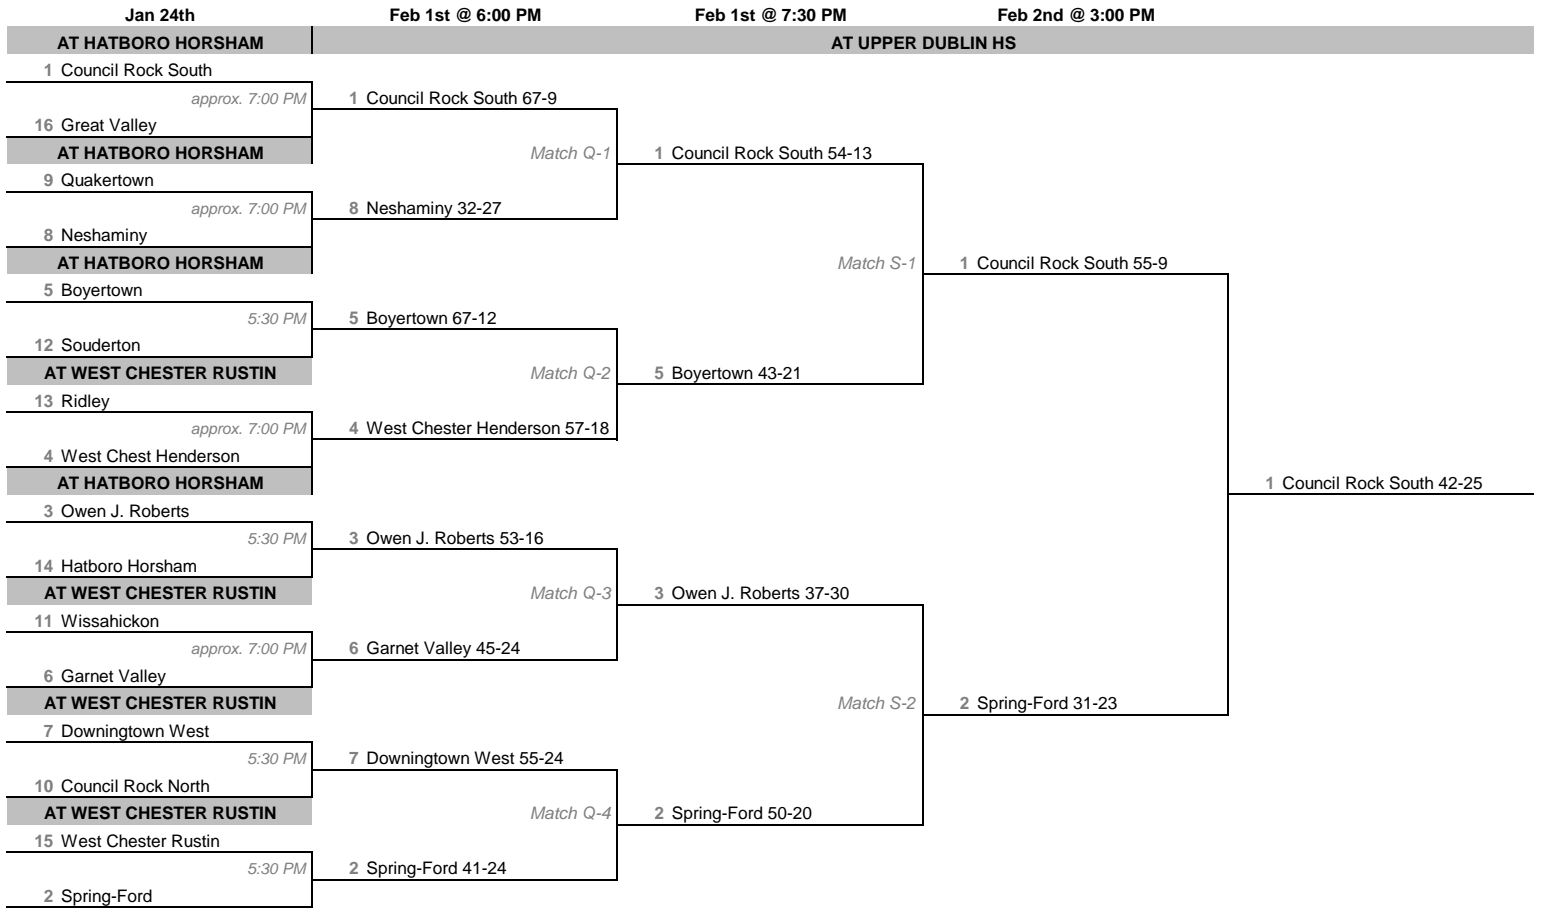 Jan 24th Feb 1st @ 6:00 PM Feb 1st @ 7:30 PM Feb 2nd @ 3:00 PM
AT HATBORO HORSHAM AT UPPER DUBLIN HS
1 Council Rock South
approx. 7:00 PM 1 Council Rock South 67-9
16 Great Valley
AT HATBORO HORSHAM Match Q-1 1 Council Rock South 54-13
9 Quakertown
approx. 7:00 PM 8 Neshaminy 32-27
8 Neshaminy
AT HATBORO HORSHAM Match S-1 1 Council Rock South 55-9
5 Boyertown
5:30 PM 5 Boyertown 67-12
12 Souderton
AT WEST CHESTER RUSTIN Match Q-2 5 Boyertown 43-21
13 Ridley
approx. 7:00 PM 4 West Chester Henderson 57-18
4 West Chest Henderson
AT HATBORO HORSHAM 1 Council Rock South 42-25
3 Owen J. Roberts
5:30 PM 3 Owen J. Roberts 53-16
14 Hatboro Horsham
AT WEST CHESTER RUSTIN Match Q-3 3 Owen J. Roberts 37-30
11 Wissahickon
approx. 7:00 PM 6 Garnet Valley 45-24
6 Garnet Valley
AT WEST CHESTER RUSTIN Match S-2 2 Spring-Ford 31-23
7 Downingtown West
5:30 PM 7 Downingtown West 55-24
10 Council Rock North
AT WEST CHESTER RUSTIN Match Q-4 2 Spring-Ford 50-20
15 West Chester Rustin
5:30 PM 2 Spring-Ford 41-24
2 Spring-Ford